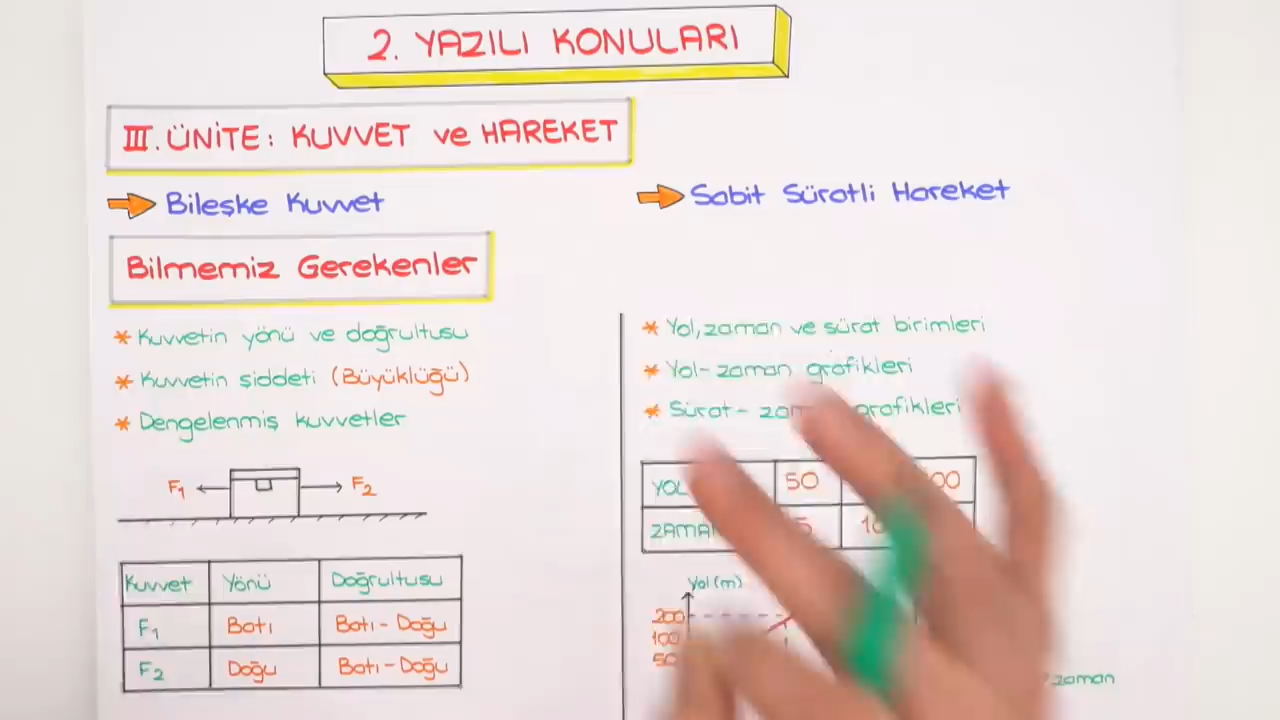 2. YAZILI KONULARI
III. ÜNİTE: KUVVET ve HAREKET
Bileşke Kuvvet
Sabit Süratli Hareket
Bilmemiz Gerekenler
* Kuvvetin yönü ve doğrultusu
* Kuvvetin şiddeti (Büyüklüğü)
* Dengelenmiş kuvvetler
F1 F2
Kuvvet Yönü Doğrultusu
F1 Batı Batı-Doğu
F2 Doğu Batı-Doğu
* Yol, zaman ve sürat birimleri
* Yol-zaman grafikleri
* Sürat- grafikleri
YOL 50
5
Yol (m)
200
100
50
zaman